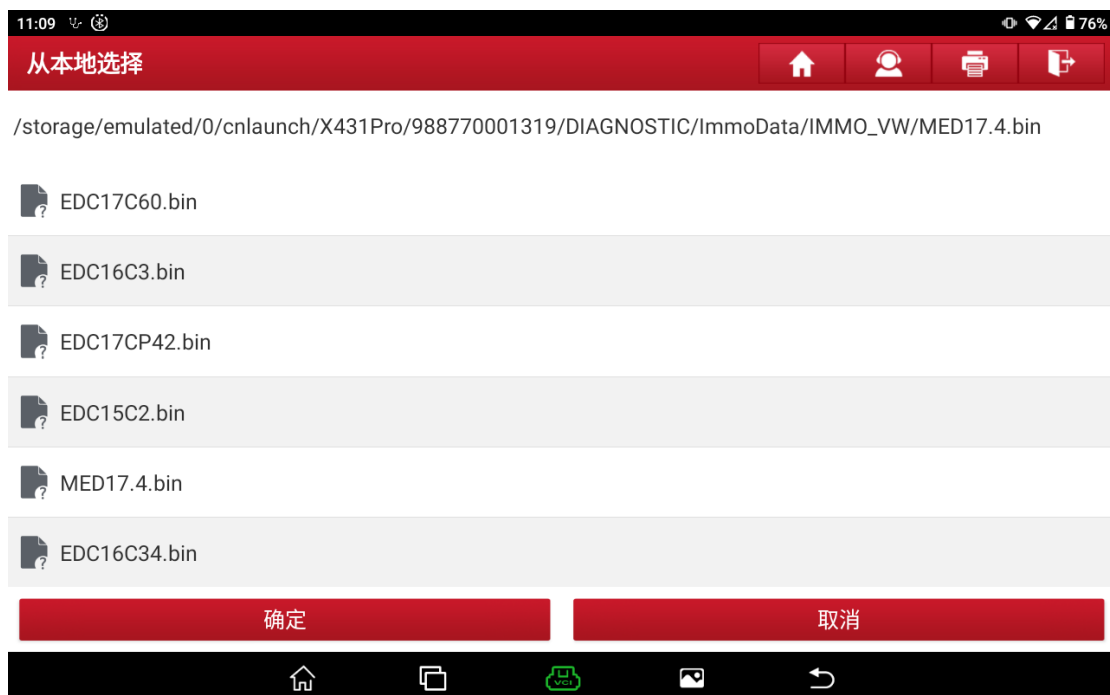 11:09 76%
从本地选择
/storage/emulated/0/cnlaunch/X431Pro/988770001319/DIAGNOSTIC/ImmoData/IMMO_VW/MED17.4.bin
EDC17C60.bin
EDC16C3.bin
EDC17CP42.bin
EDC15C2.bin
MED17.4.bin
EDC16C34.bin
确定 取消
VCI